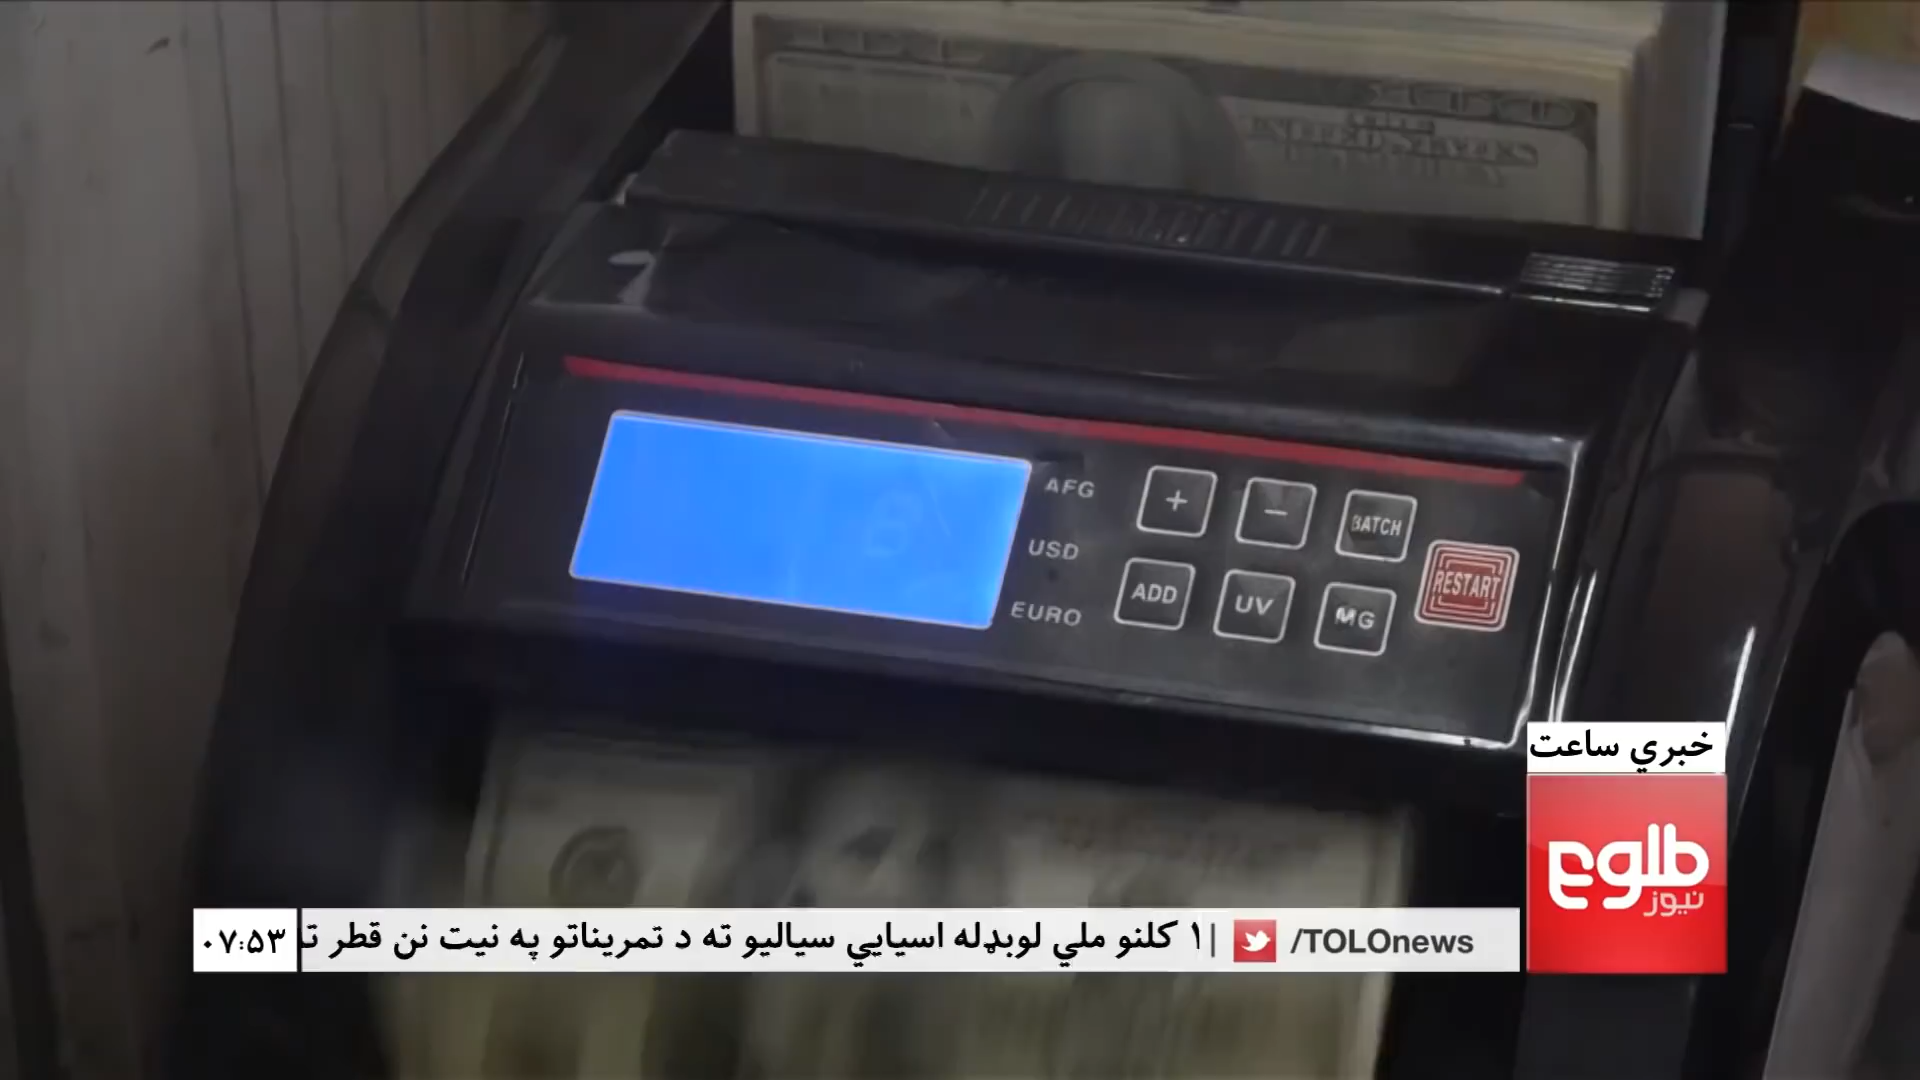 AFG
USD
EURO
+
-
BATCH
ADD
UV
MG
RESTART
خبري ساعت
طلوع
نیوز
۰۷:۵۳
/TOLOnews
| ۱ کلنو ملي لوبډله اسیایي سیالیو ته د تمریناتو په نیت نن قطر ته